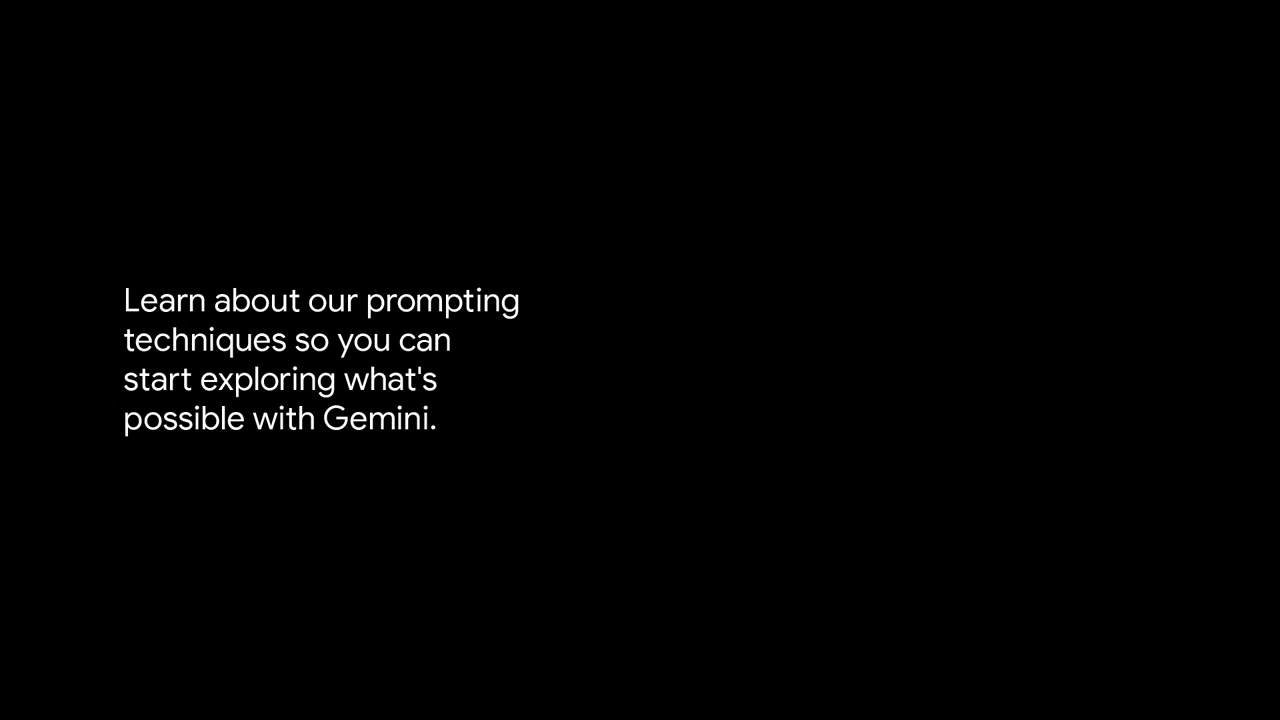 Learn about our prompting
techniques so you can
start exploring what's
possible with Gemini.